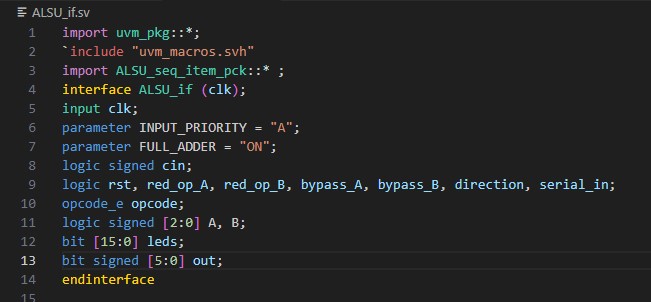 ALSU_if.sv
1 import uvm_pkg::*;
2 `include "uvm_macros.svh"
3 import ALSU_seq_item_pck::* ;
4 interface ALSU_if (clk);
5 input clk;
6 parameter INPUT_PRIORITY = "A";
7 parameter FULL_ADDER = "ON";
8 logic signed cin;
9 logic rst, red_op_A, red_op_B, bypass_A, bypass_B, direction, serial_in;
10 opcode_e opcode;
11 logic signed [2:0] A, B;
12 bit [15:0] leds;
13 bit signed [5:0] out;
14 endinterface
15